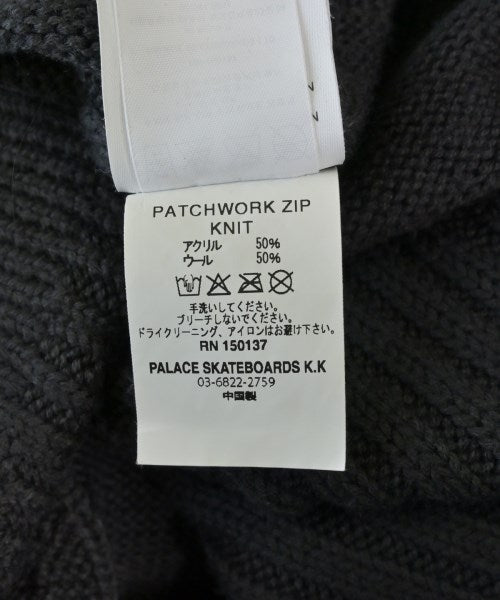 PATCHWORK ZIP
KNIT
アクリル 50%
ウール 50%
手洗いしてください。
ブリーチしないでください。
ドライクリーニング、アイロンはお避け下さい。
RN 150137
PALACE SKATEBOARDS K.K
03-6822-2759
中国製